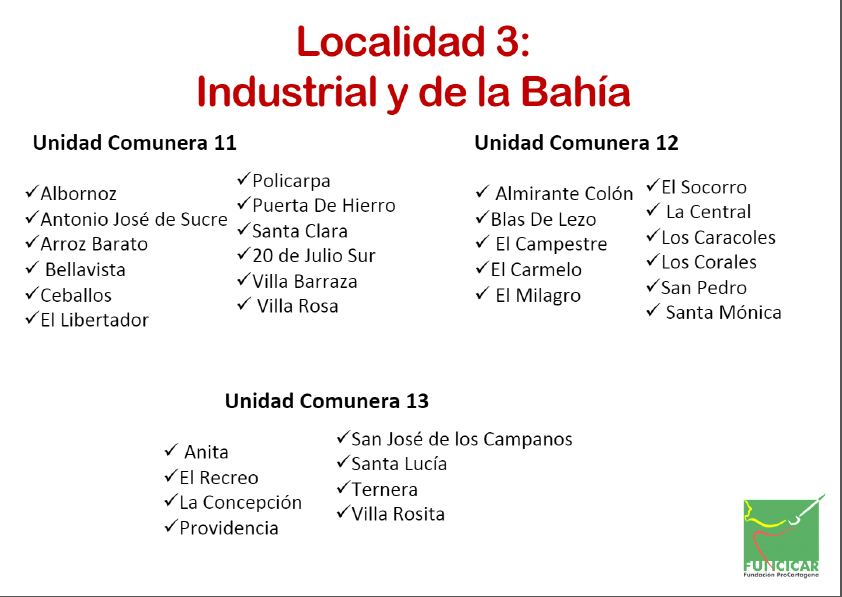 Localidad 3:
Industrial y de la Bahía
Unidad Comunera 11
✓Albornoz
✓Antonio José de Sucre
✓Arroz Barato
✓ Bellavista
✓Ceballos
✓El Libertador
✓Policarpa
✓Puerta De Hierro
✓Santa Clara
✓20 de Julio Sur
✓Villa Barraza
✓ Villa Rosa
Unidad Comunera 12
✓ Almirante Colón
✓Blas De Lezo
✓ El Campestre
✓El Carmelo
✓ El Milagro
✓El Socorro
✓ La Central
✓Los Caracoles
✓Los Corales
✓San Pedro
✓ Santa Mónica
Unidad Comunera 13
✓ Anita
✓El Recreo
✓La Concepción
✓Providencia
✓San José de los Campanos
✓Santa Lucía
✓Ternera
✓Villa Rosita
FUNCICAR
Fundación ProCartagena